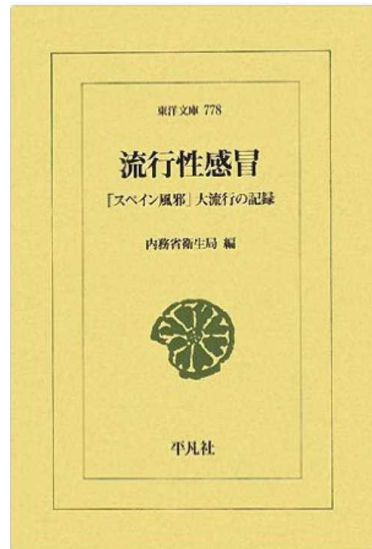 東洋文庫 778
流行性感冒
「スペイン風邪」大流行の記録
内務省衛生局 編
平凡社